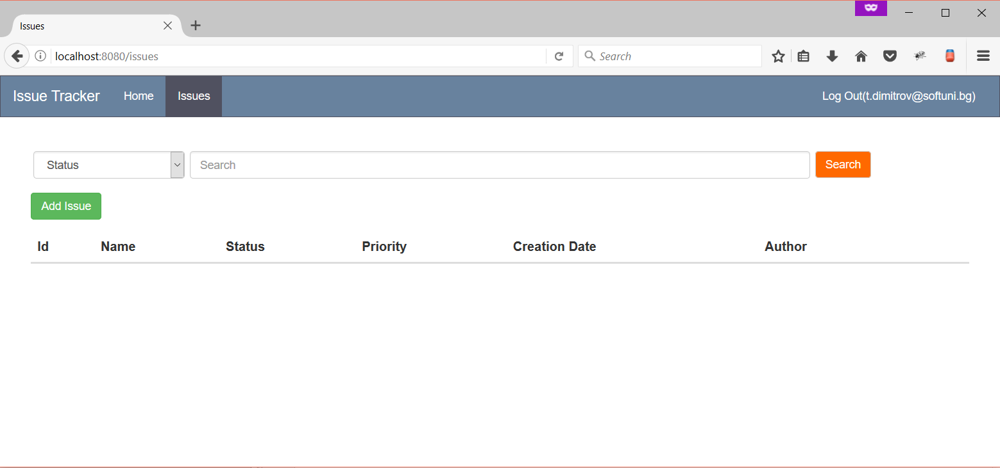 Issues
localhost:8080/issues
Search
Issue Tracker Home Issues Log Out(t.dimitrov@softuni.bg)
Status Search Search
Add Issue
Id Name Status Priority Creation Date Author